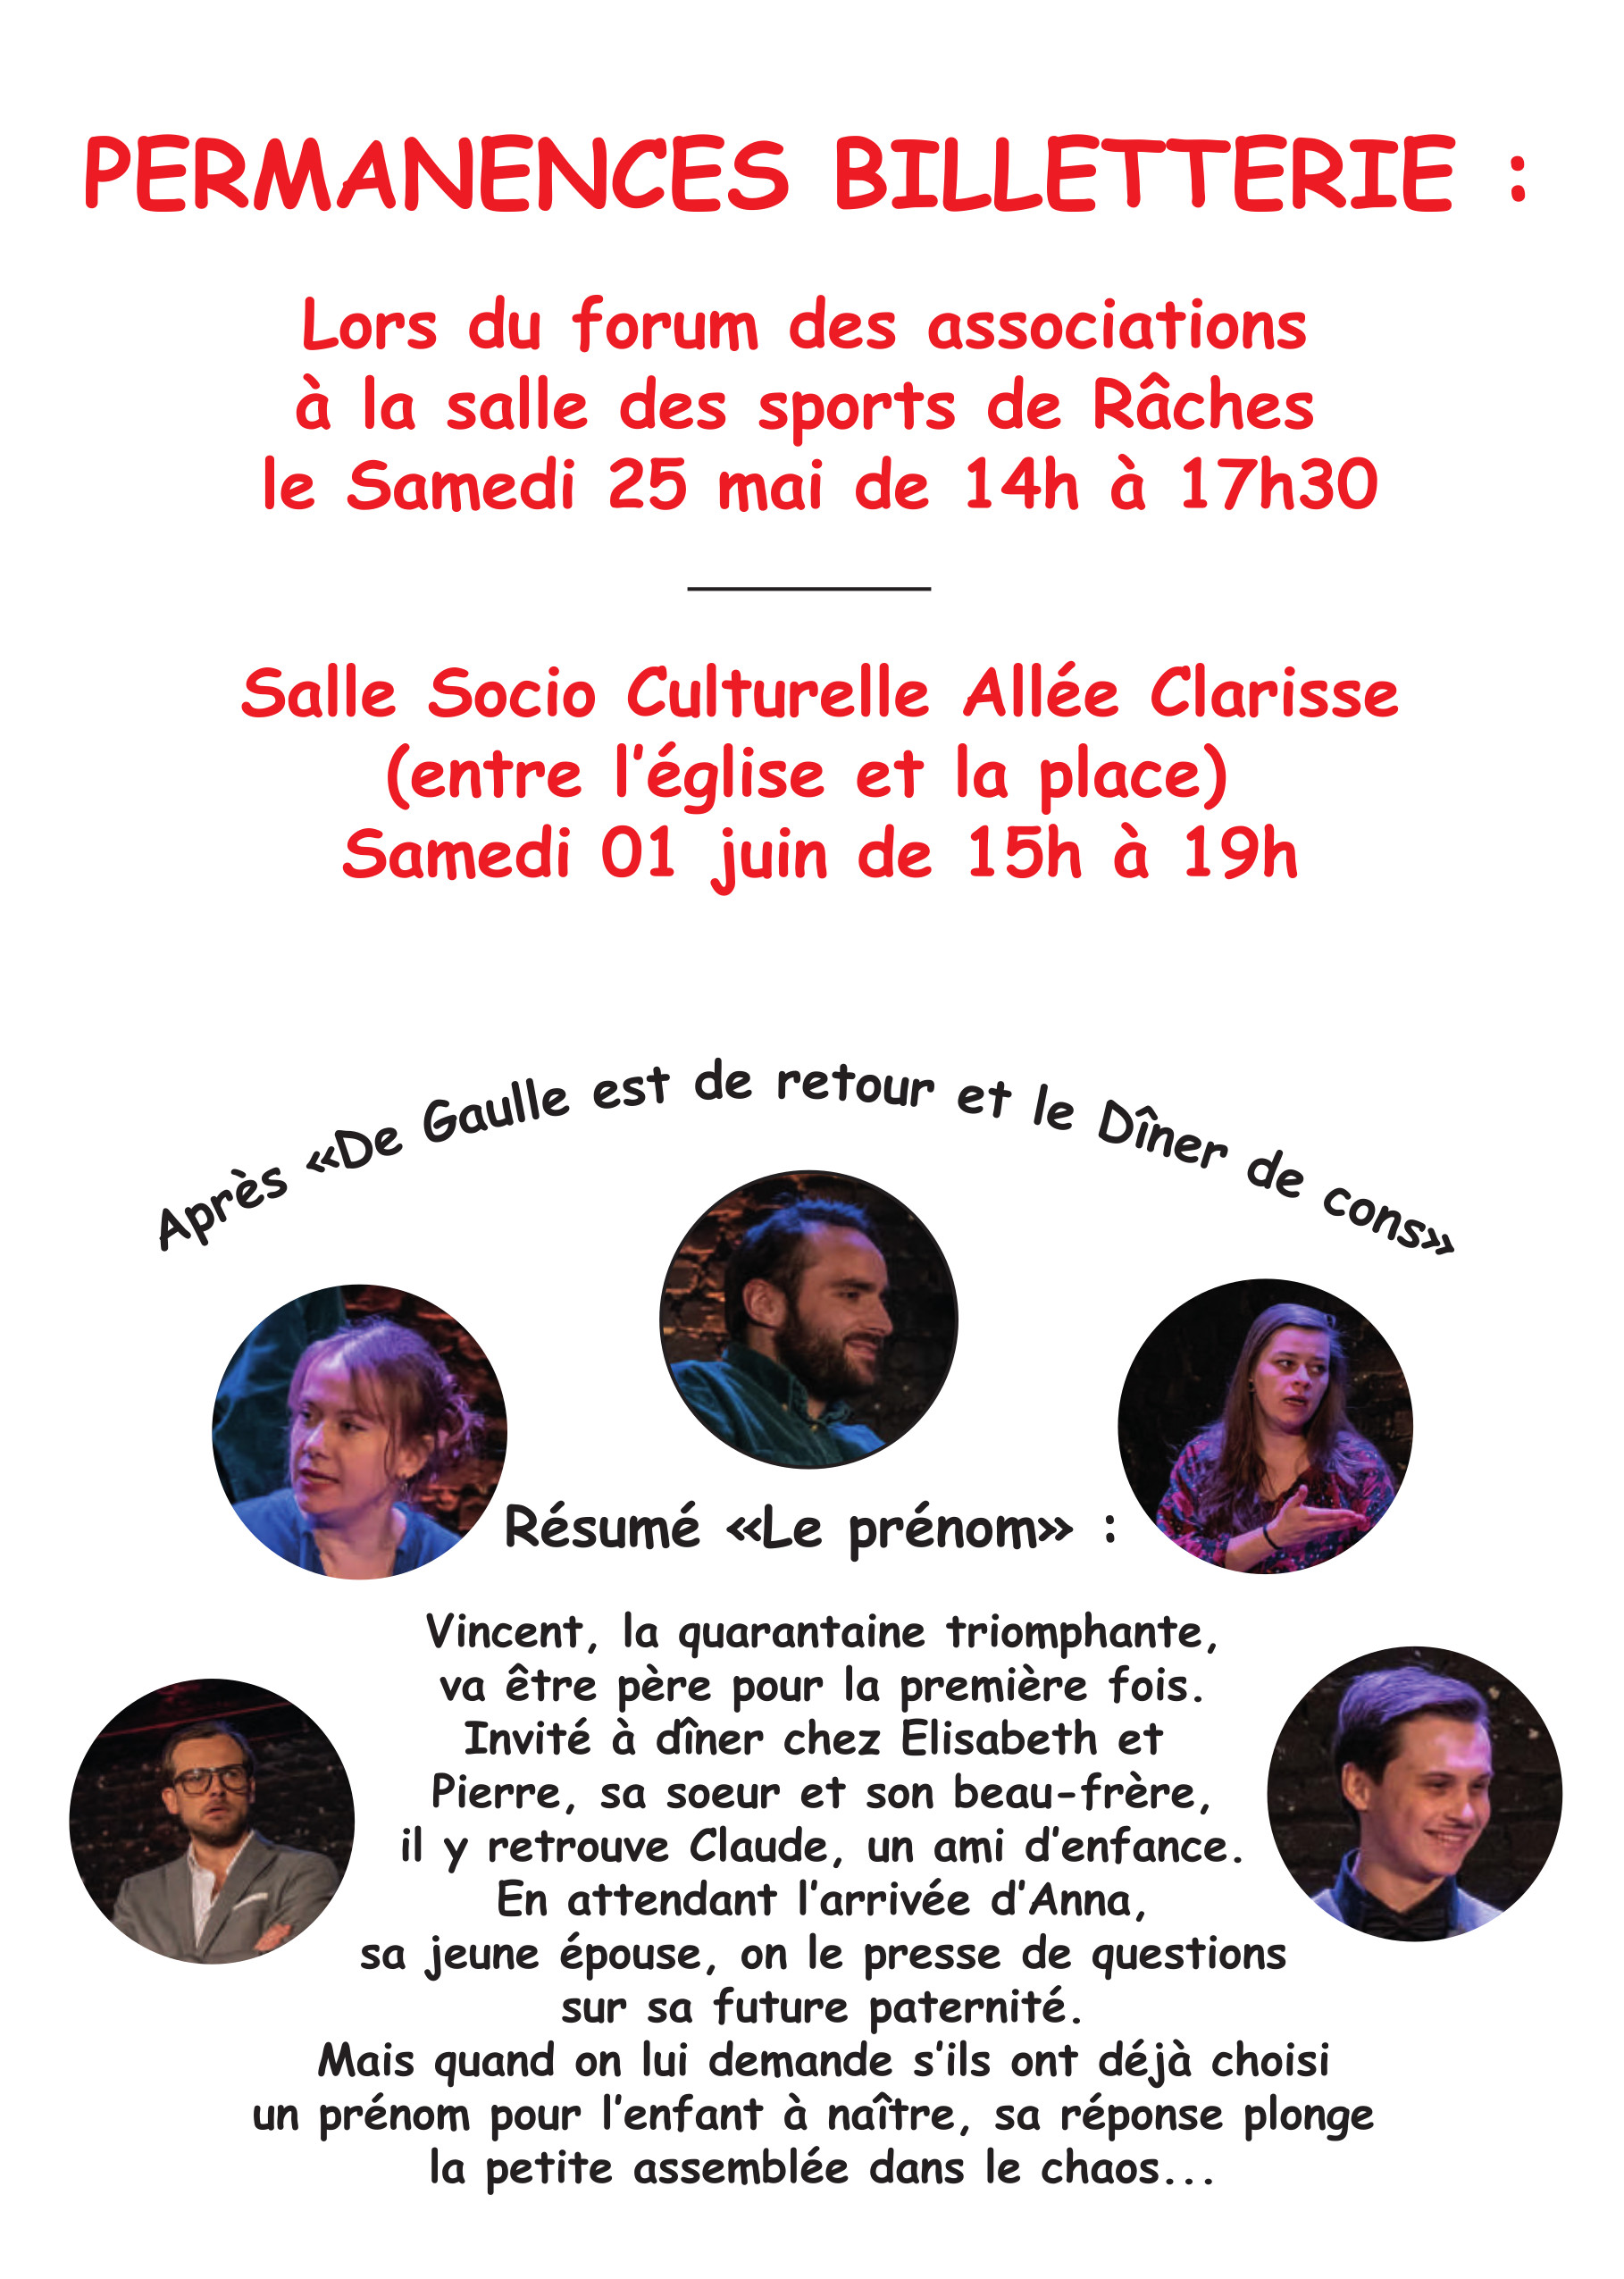 PERMANENCES BILLETTERIE :
Lors du forum des associations
à la salle des sports de Râches
le Samedi 25 mai de 14h à 17h30
Salle Socio Culturelle Allée Clarisse
(entre l'église et la place)
Samedi 01 juin de 15h à 19h
Après «De Gaulle est de retour et le Dîner de cons»
Résumé «Le prénom» :
Vincent, la quarantaine triomphante,
va être père pour la première fois.
Invité à dîner chez Elisabeth et
Pierre, sa soeur et son beau-frère,
il y retrouve Claude, un ami d'enfance.
En attendant l'arrivée d'Anna,
sa jeune épouse, on le presse de questions
sur sa future paternité.
Mais quand on lui demande s'ils ont déjà choisi
un prénom pour l'enfant à naître, sa réponse plonge
la petite assemblée dans le chaos...